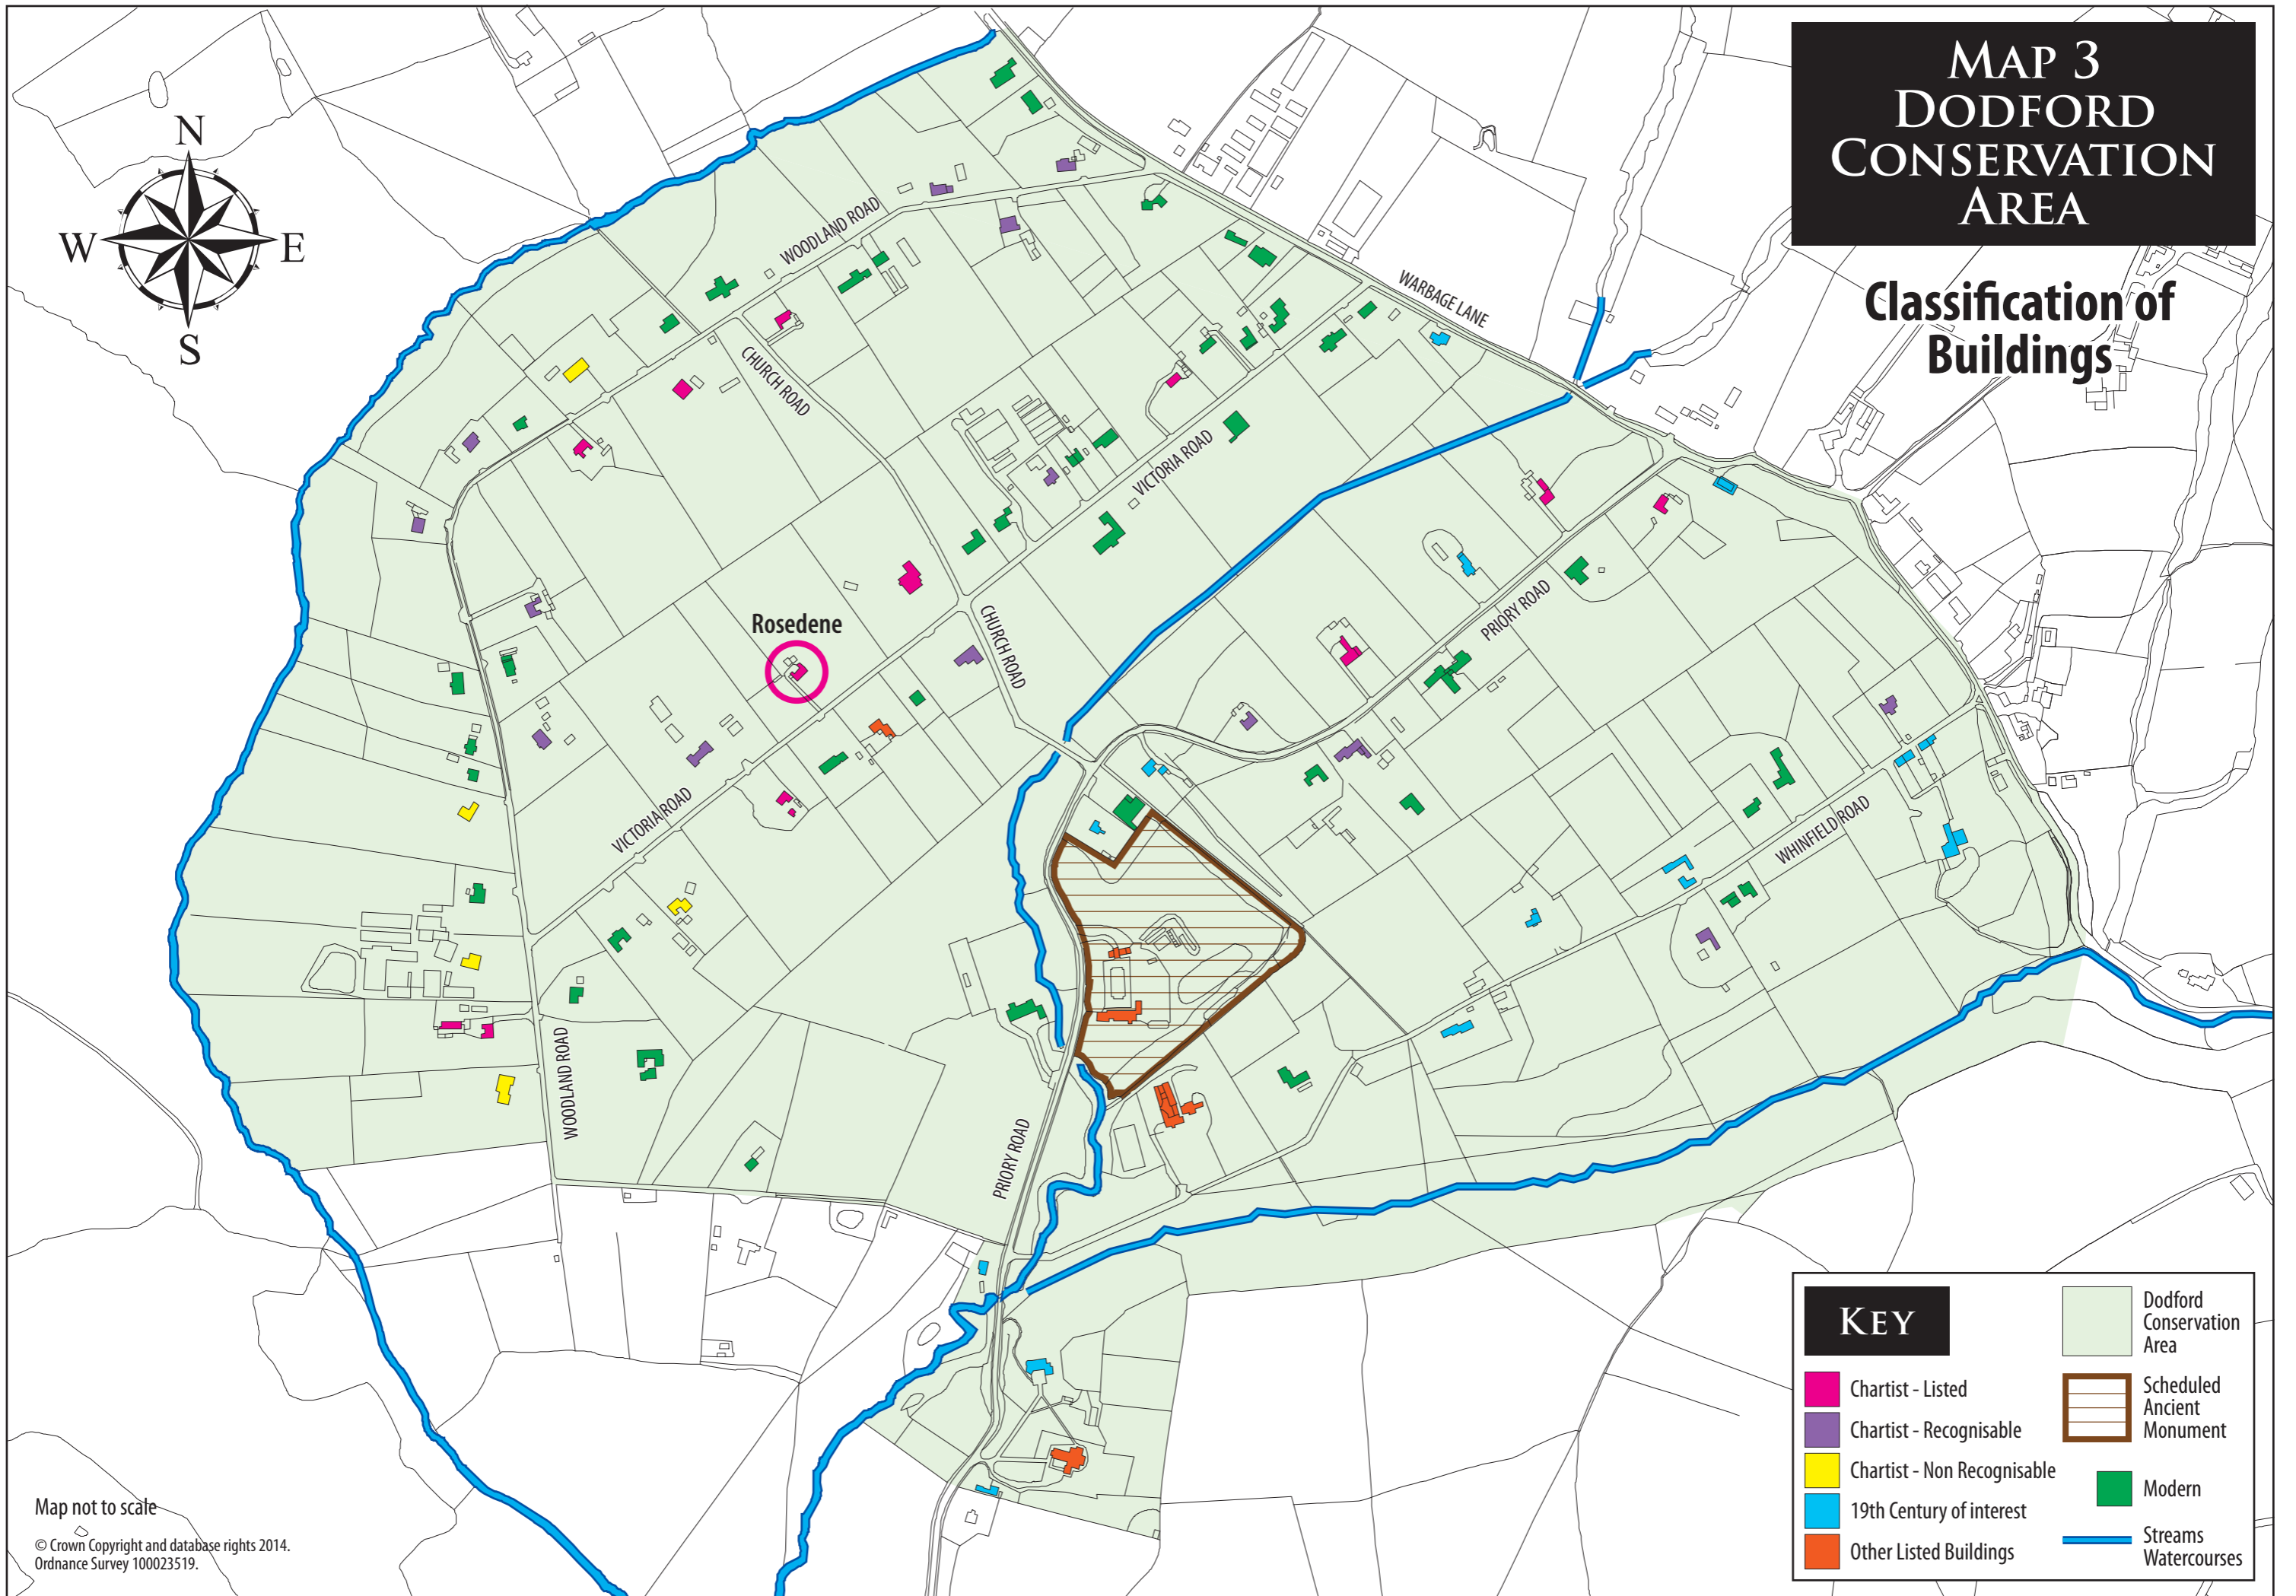 MAP 3
DODFORD
CONSERVATION
AREA
Classification of
Buildings
N
W
E
S
WOODLAND ROAD
CHURCH ROAD
WARBAGE LANE
VICTORIA ROAD
Rosedene
CHURCH ROAD
PRIORY ROAD
VICTORIA ROAD
WHINFIELD ROAD
WOODLAND ROAD
PRIORY ROAD
KEY
Chartist - Listed
Chartist - Recognisable
Chartist - Non Recognisable
19th Century of interest
Other Listed Buildings
Dodford
Conservation
Area
Scheduled
Ancient
Monument
Modern
Streams
Watercourses
Map not to scale
© Crown Copyright and database rights 2014.
Ordnance Survey 100023519.